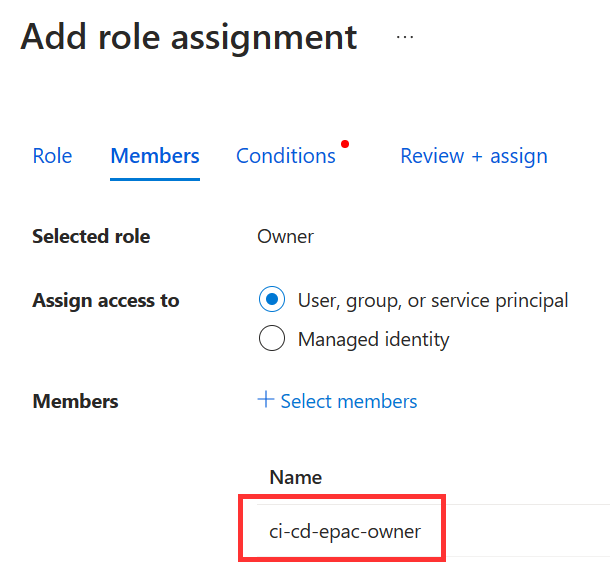 Add role assignment ...
Role Members Conditions Review + assign
Selected role Owner
Assign access to User, group, or service principal
Managed identity
Members + Select members
Name
ci-cd-epac-owner